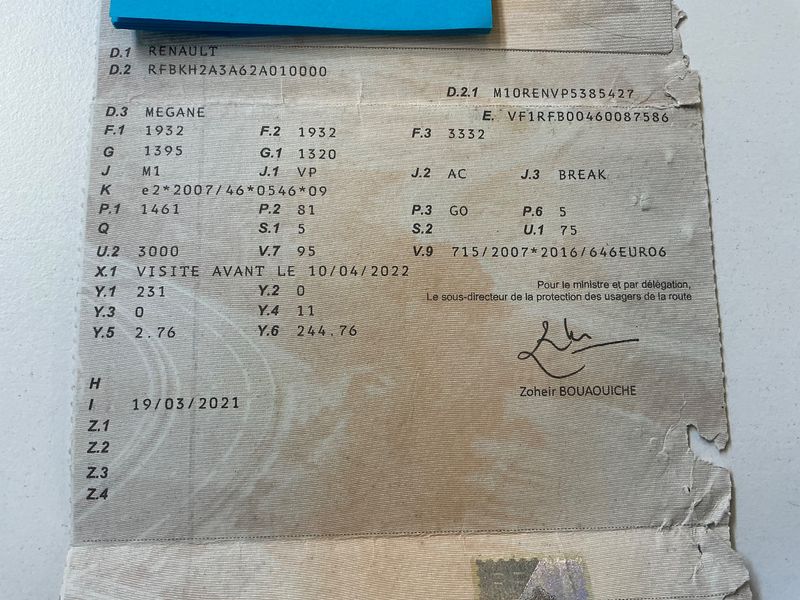 D.1 RENAULT
D.2 RFBKH2A3A62A010000
D.2.1 M10RENVP5385427
D.3 MEGANE E. VF1RFB00460087586
F.1 1932 F.2 1932 F.3 3332
G 1395 G.1 1320
J M1 J.1 VP J.2 AC J.3 BREAK
K e2*2007/46*0546*09
P.1 1461 P.2 81 P.3 GO P.6 5
Q S.1 5 S.2 U.1 75
U.2 3000 V.7 95 V.9 715/2007*2016/646EURO6
X.1 VISITE AVANT LE 10/04/2022
Y.1 231 Y.2 0
Pour le ministre et par délégation,
Le sous-directeur de la protection des usagers de la route
Y.3 0 Y.4 11
Y.5 2.76 Y.6 244.76
Zoheir BOUAOUICHE
H
I 19/03/2021
Z.1
Z.2
Z.3
Z.4